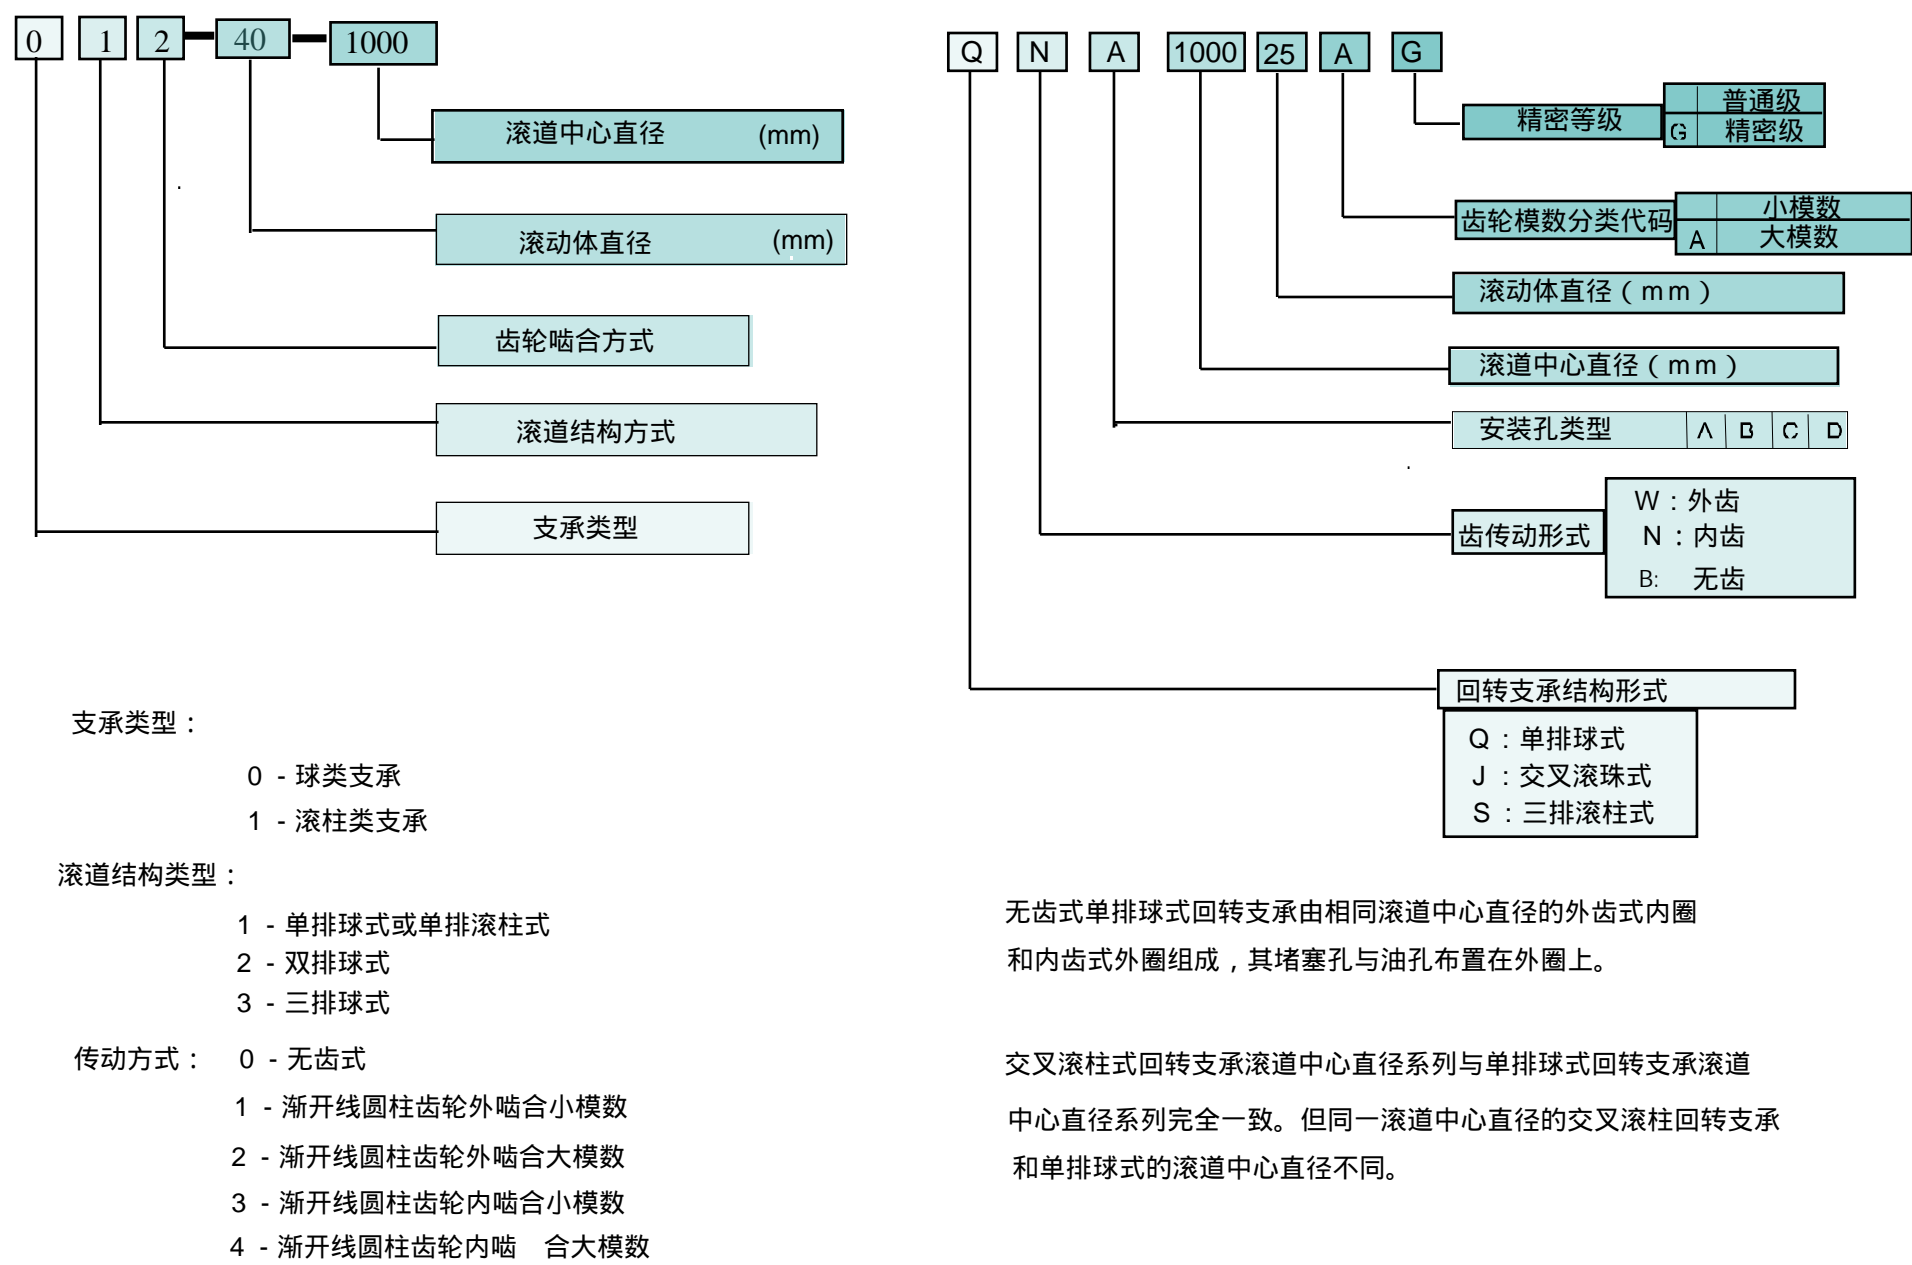 0 1 2 40 1000
滚道中心直径 (mm)
滚动体直径 (mm)
齿轮啮合方式
滚道结构方式
支承类型
支承类型：
0 - 球类支承
1 - 滚柱类支承
滚道结构类型：
1 - 单排球式或单排滚柱式
2 - 双排球式
3 - 三排球式
传动方式： 0 - 无齿式
1 - 渐开线圆柱齿轮外啮合小模数
2 - 渐开线圆柱齿轮外啮合大模数
3 - 渐开线圆柱齿轮内啮合小模数
4 - 渐开线圆柱齿轮内啮 合大模数
Q N A 1000 25 A G
精密等级
普通级
G 精密级
齿轮模数分类代码
小模数
A 大模数
滚动体直径（mm）
滚道中心直径（mm）
安装孔类型 A B C D
齿传动形式
W：外齿
N：内齿
B: 无齿
回转支承结构形式
Q：单排球式
J：交叉滚珠式
S：三排滚柱式
无齿式单排球式回转支承由相同滚道中心直径的外齿式内圈
和内齿式外圈组成，其堵塞孔与油孔布置在外圈上。
交叉滚柱式回转支承滚道中心直径系列与单排球式回转支承滚道
中心直径系列完全一致。但同一滚道中心直径的交叉滚柱回转支承
和单排球式的滚道中心直径不同。